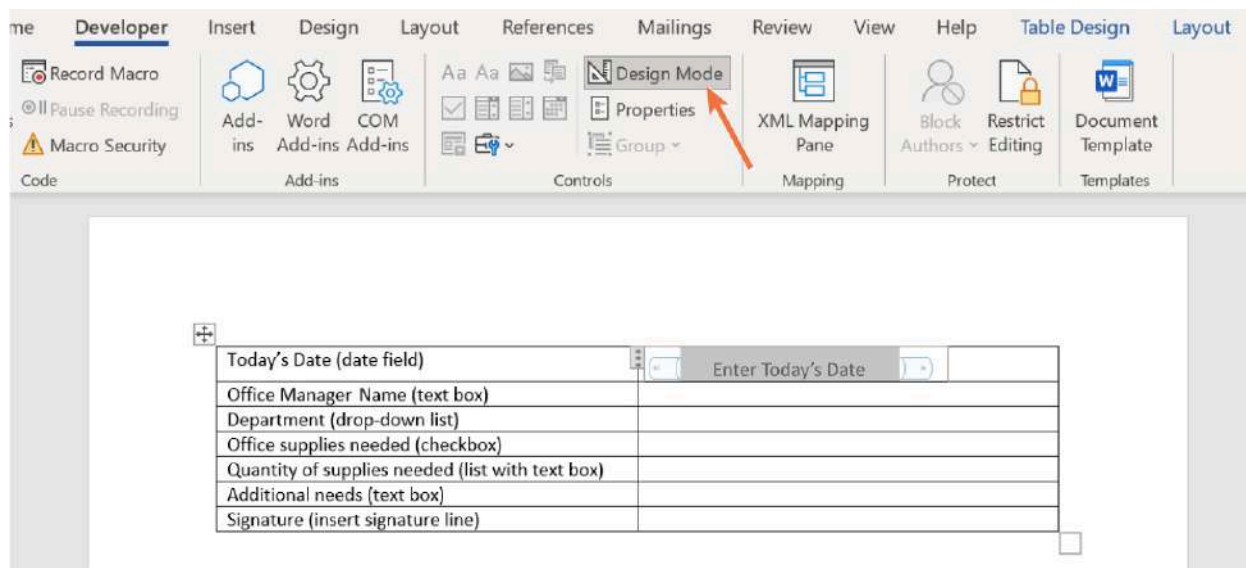 me Developer Insert Design Layout References Mailings Review View Help Table Design Layout
Record Macro
Pause Recording
Macro Security
Code
Add-
ins
Word
Add-ins
COM
Add-ins
Add-ins
Aa Aa
Design Mode
Properties
Group
Controls
XML Mapping
Pane
Mapping
Block
Authors
Restrict
Editing
Protect
W
Document
Template
Templates
Today's Date (date field) Enter Today's Date
Office Manager Name (text box)
Department (drop-down list)
Office supplies needed (checkbox)
Quantity of supplies needed (list with text box)
Additional needs (text box)
Signature (insert signature line)